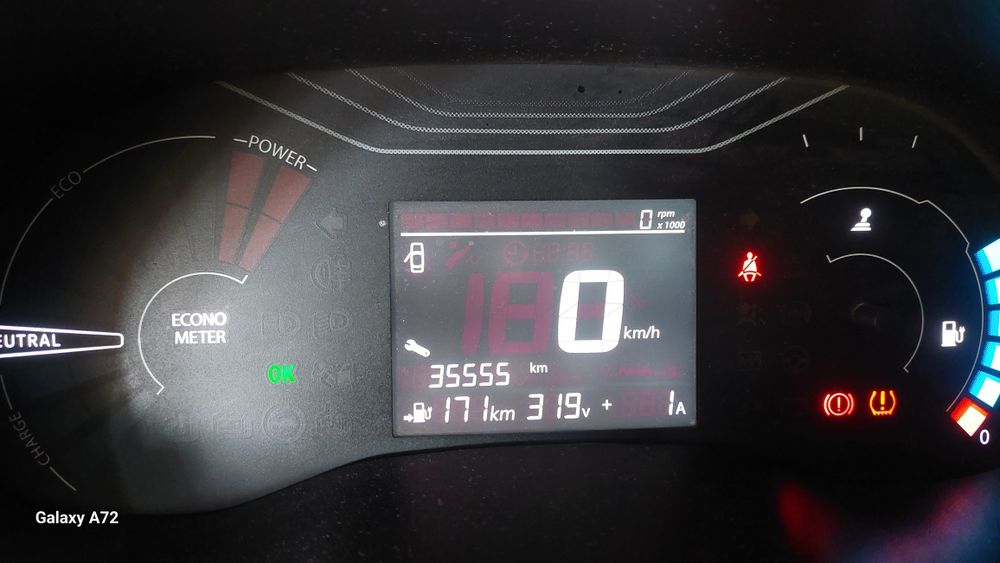 POWER
ECO
0 rpm
x 1000
ECONO
METER
NEUTRAL
0 km/h
OK
35555 km
171 km 319 v + 1 A
CHARGE
0
Galaxy A72